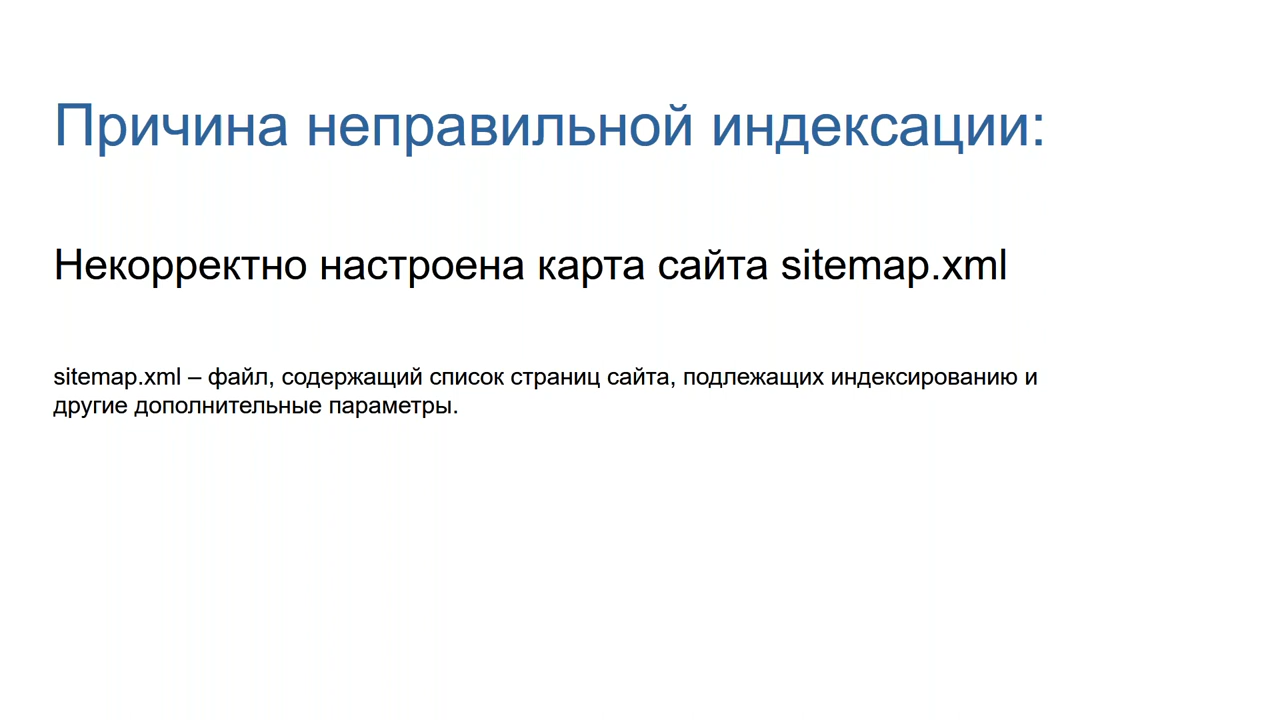 Причина неправильной индексации:
Некорректно настроена карта сайта sitemap.xml
sitemap.xml – файл, содержащий список страниц сайта, подлежащих индексированию и
другие дополнительные параметры.